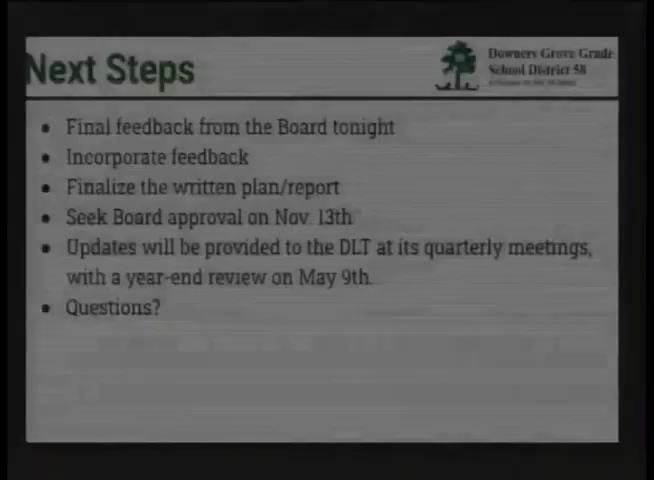 Next Steps
Downers Grove Grade
School District 58
• Final feedback from the Board tonight
• Incorporate feedback
• Finalize the written plan/report
• Seek Board approval on Nov. 13th
• Updates will be provided to the DLT at its quarterly meetings,
with a year-end review on May 9th.
• Questions?